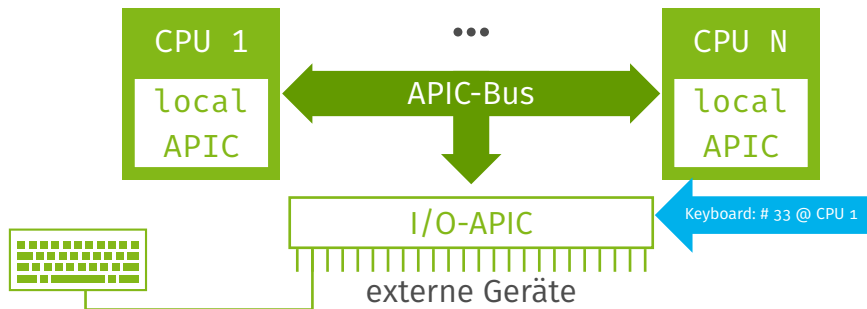 CPU 1
...
CPU N
local
APIC
APIC-Bus
local
APIC
I/O-APIC
Keyboard: # 33 @ CPU 1
externe Geräte